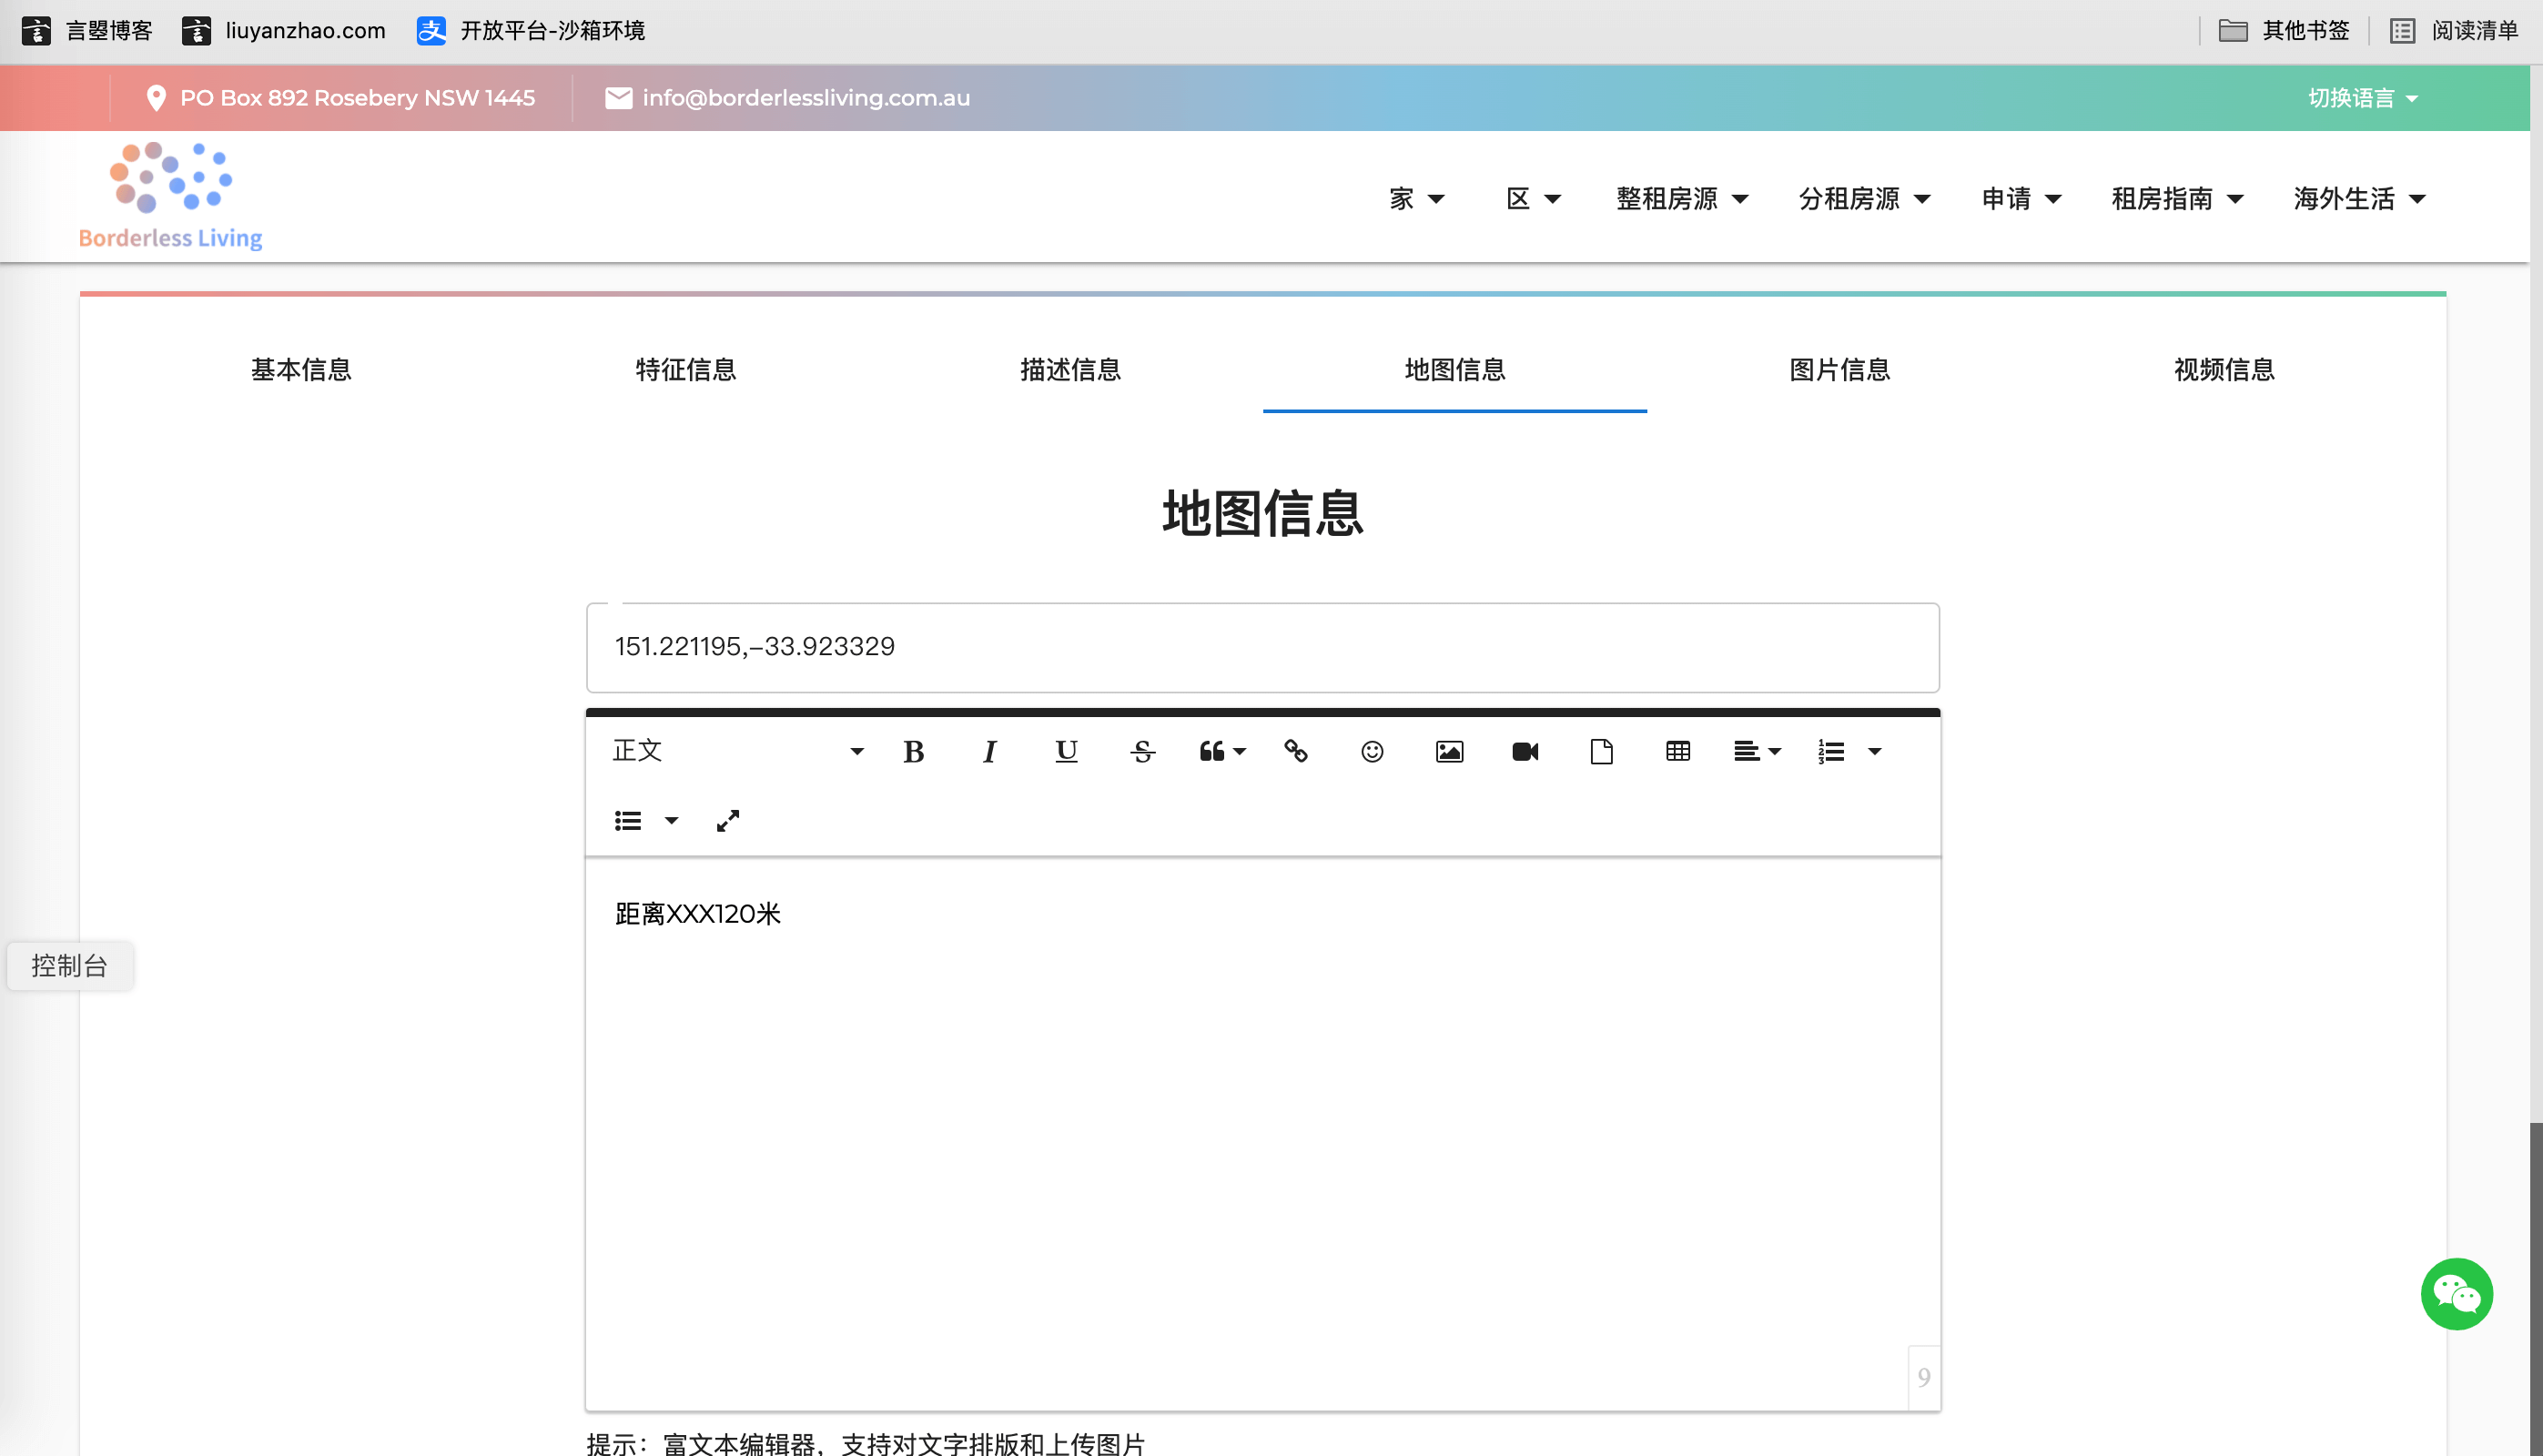 言曌博客 liuyanzhao.com 开放平台-沙箱环境 其他书签 阅读清单
PO Box 892 Rosebery NSW 1445 info@borderlessliving.com.au 切换语言
Borderless Living
家 区 整租房源 分租房源 申请 租房指南 海外生活
基本信息 特征信息 描述信息 地图信息 图片信息 视频信息
地图信息
151.221195,-33.923329
正文
距离XXX120米
控制台
9
提示：富文本编辑器，支持对文字排版和上传图片